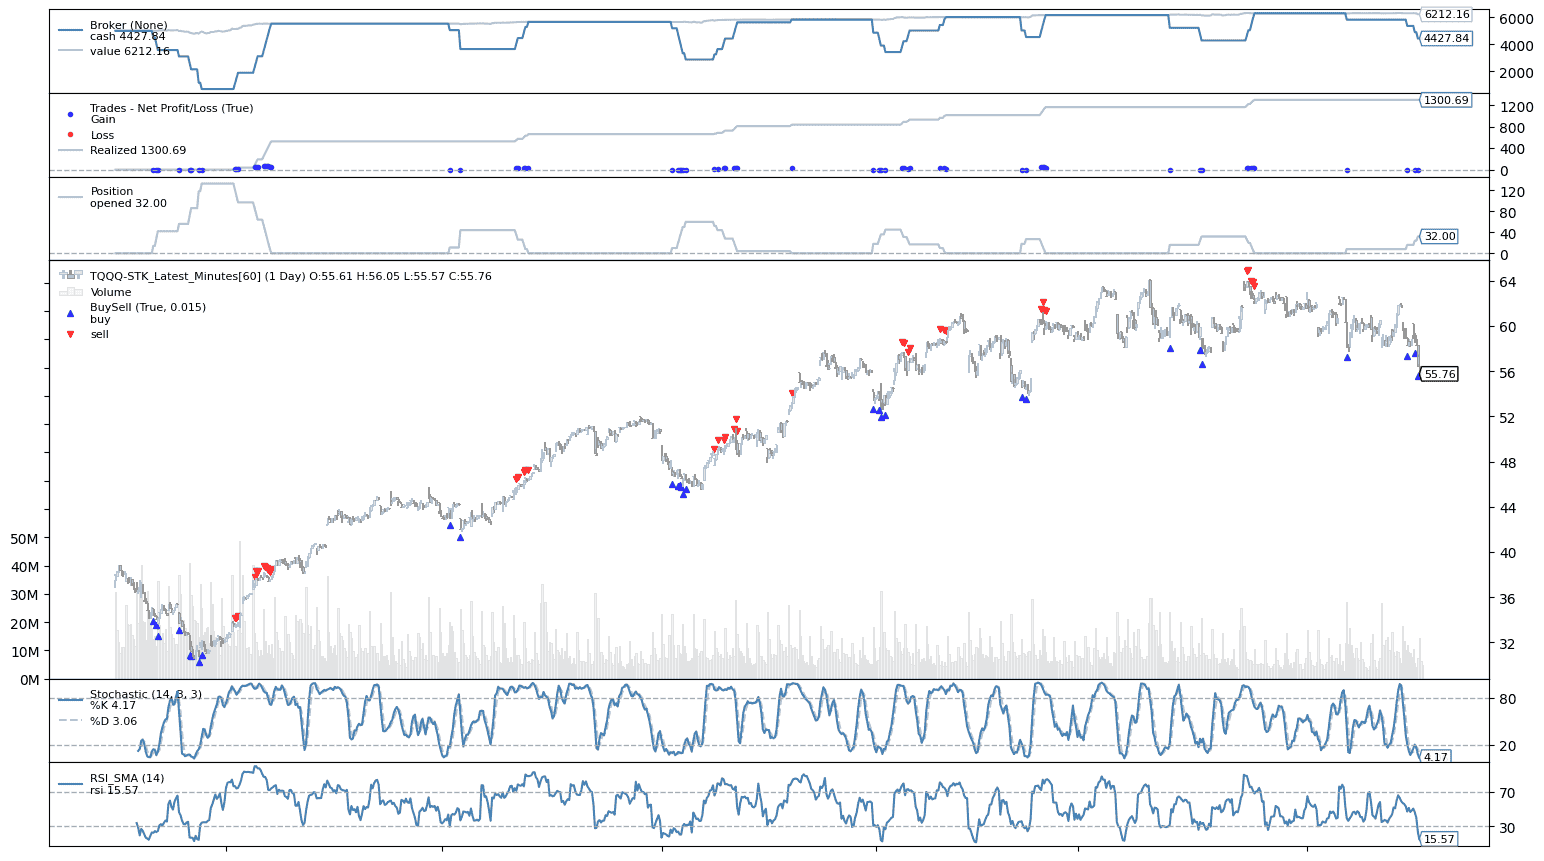 Broker (None)
cash 4427.84
value 6212.16
6212.16
6000
4427.84
4000
2000
Trades - Net Profit/Loss (True)
Gain
Loss
Realized 1300.69
1300.69
1200
800
400
0
Position
opened 32.00
120
80
40
32.00
0
TQQQ-STK_Latest_Minutes[60] (1 Day) O:55.61 H:56.05 L:55.57 C:55.76
Volume
BuySell (True, 0.015)
buy
sell
64
60
56
55.76
52
48
44
40
36
32
50M
40M
30M
20M
10M
0M
Stochastic (14, 3, 3)
%K 4.17
%D 3.06
80
20
4.17
RSI_SMA (14)
rsi 15.57
70
30
15.57